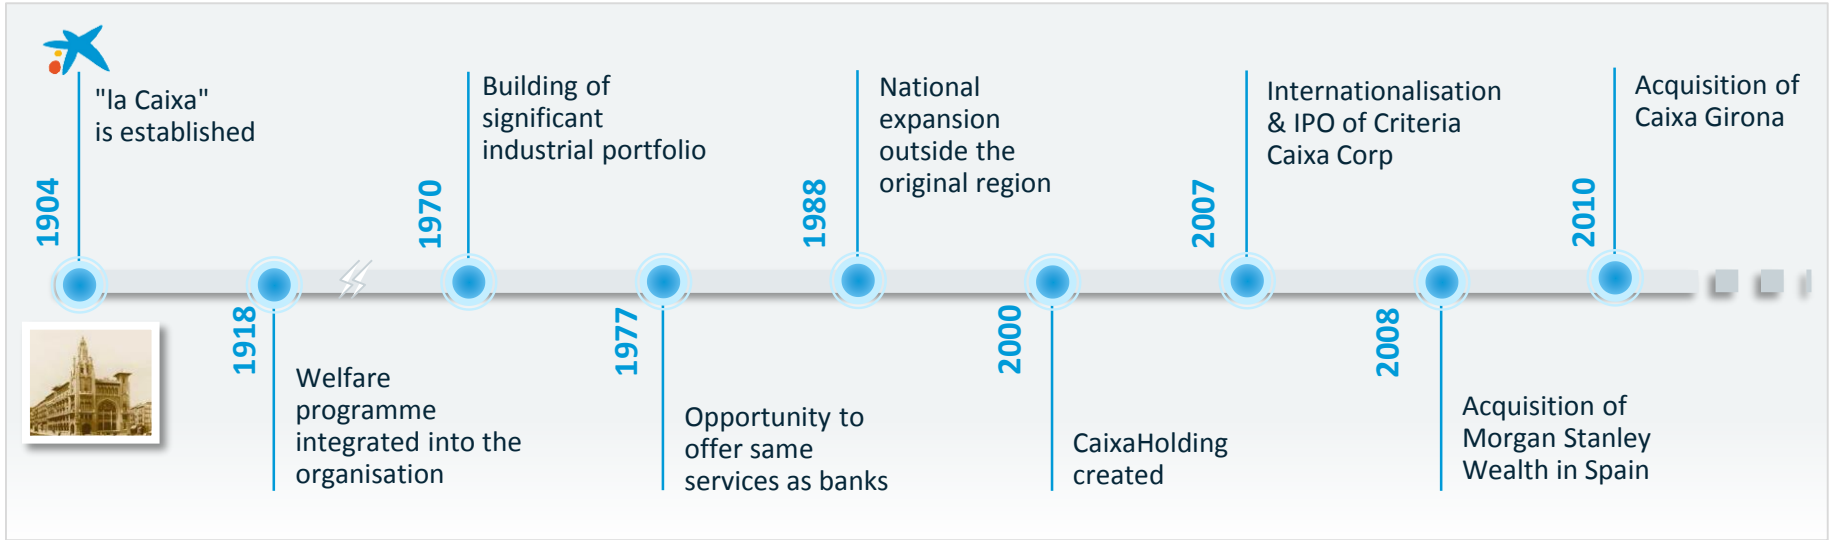 1904
"la Caixa"
is established
1918
Welfare
programme
integrated into the
organisation
1970
Building of
significant
industrial portfolio
1977
Opportunity to
offer same
services as banks
1988
National
expansion
outside the
original region
2000
CaixaHolding
created
2007
Internationalisation
& IPO of Criteria
Caixa Corp
2008
Acquisition of
Morgan Stanley
Wealth in Spain
2010
Acquisition of
Caixa Girona